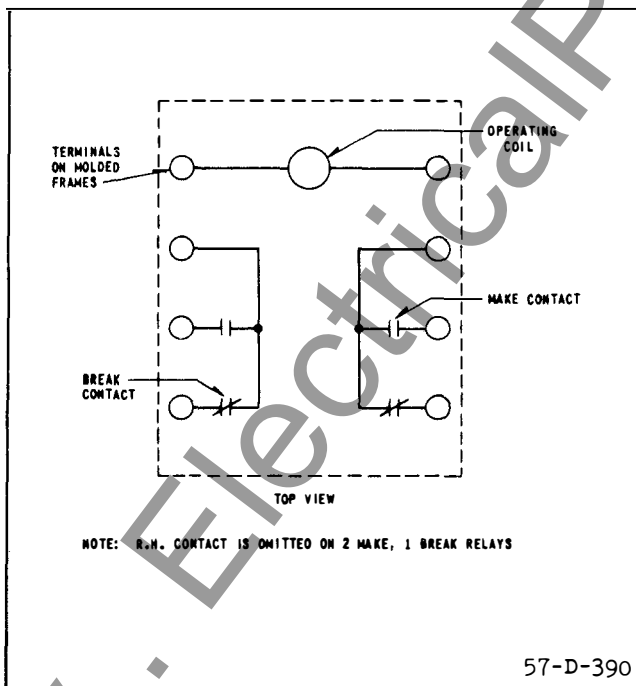 TERMINALS
ON MOLDED
FRAMES
OPERATING
COIL
MAKE CONTACT
BREAK
CONTACT
TOP VIEW
NOTE: R.H. CONTACT IS OMITTED ON 2 MAKE, 1 BREAK RELAYS
57-D-390
. ElectricalP